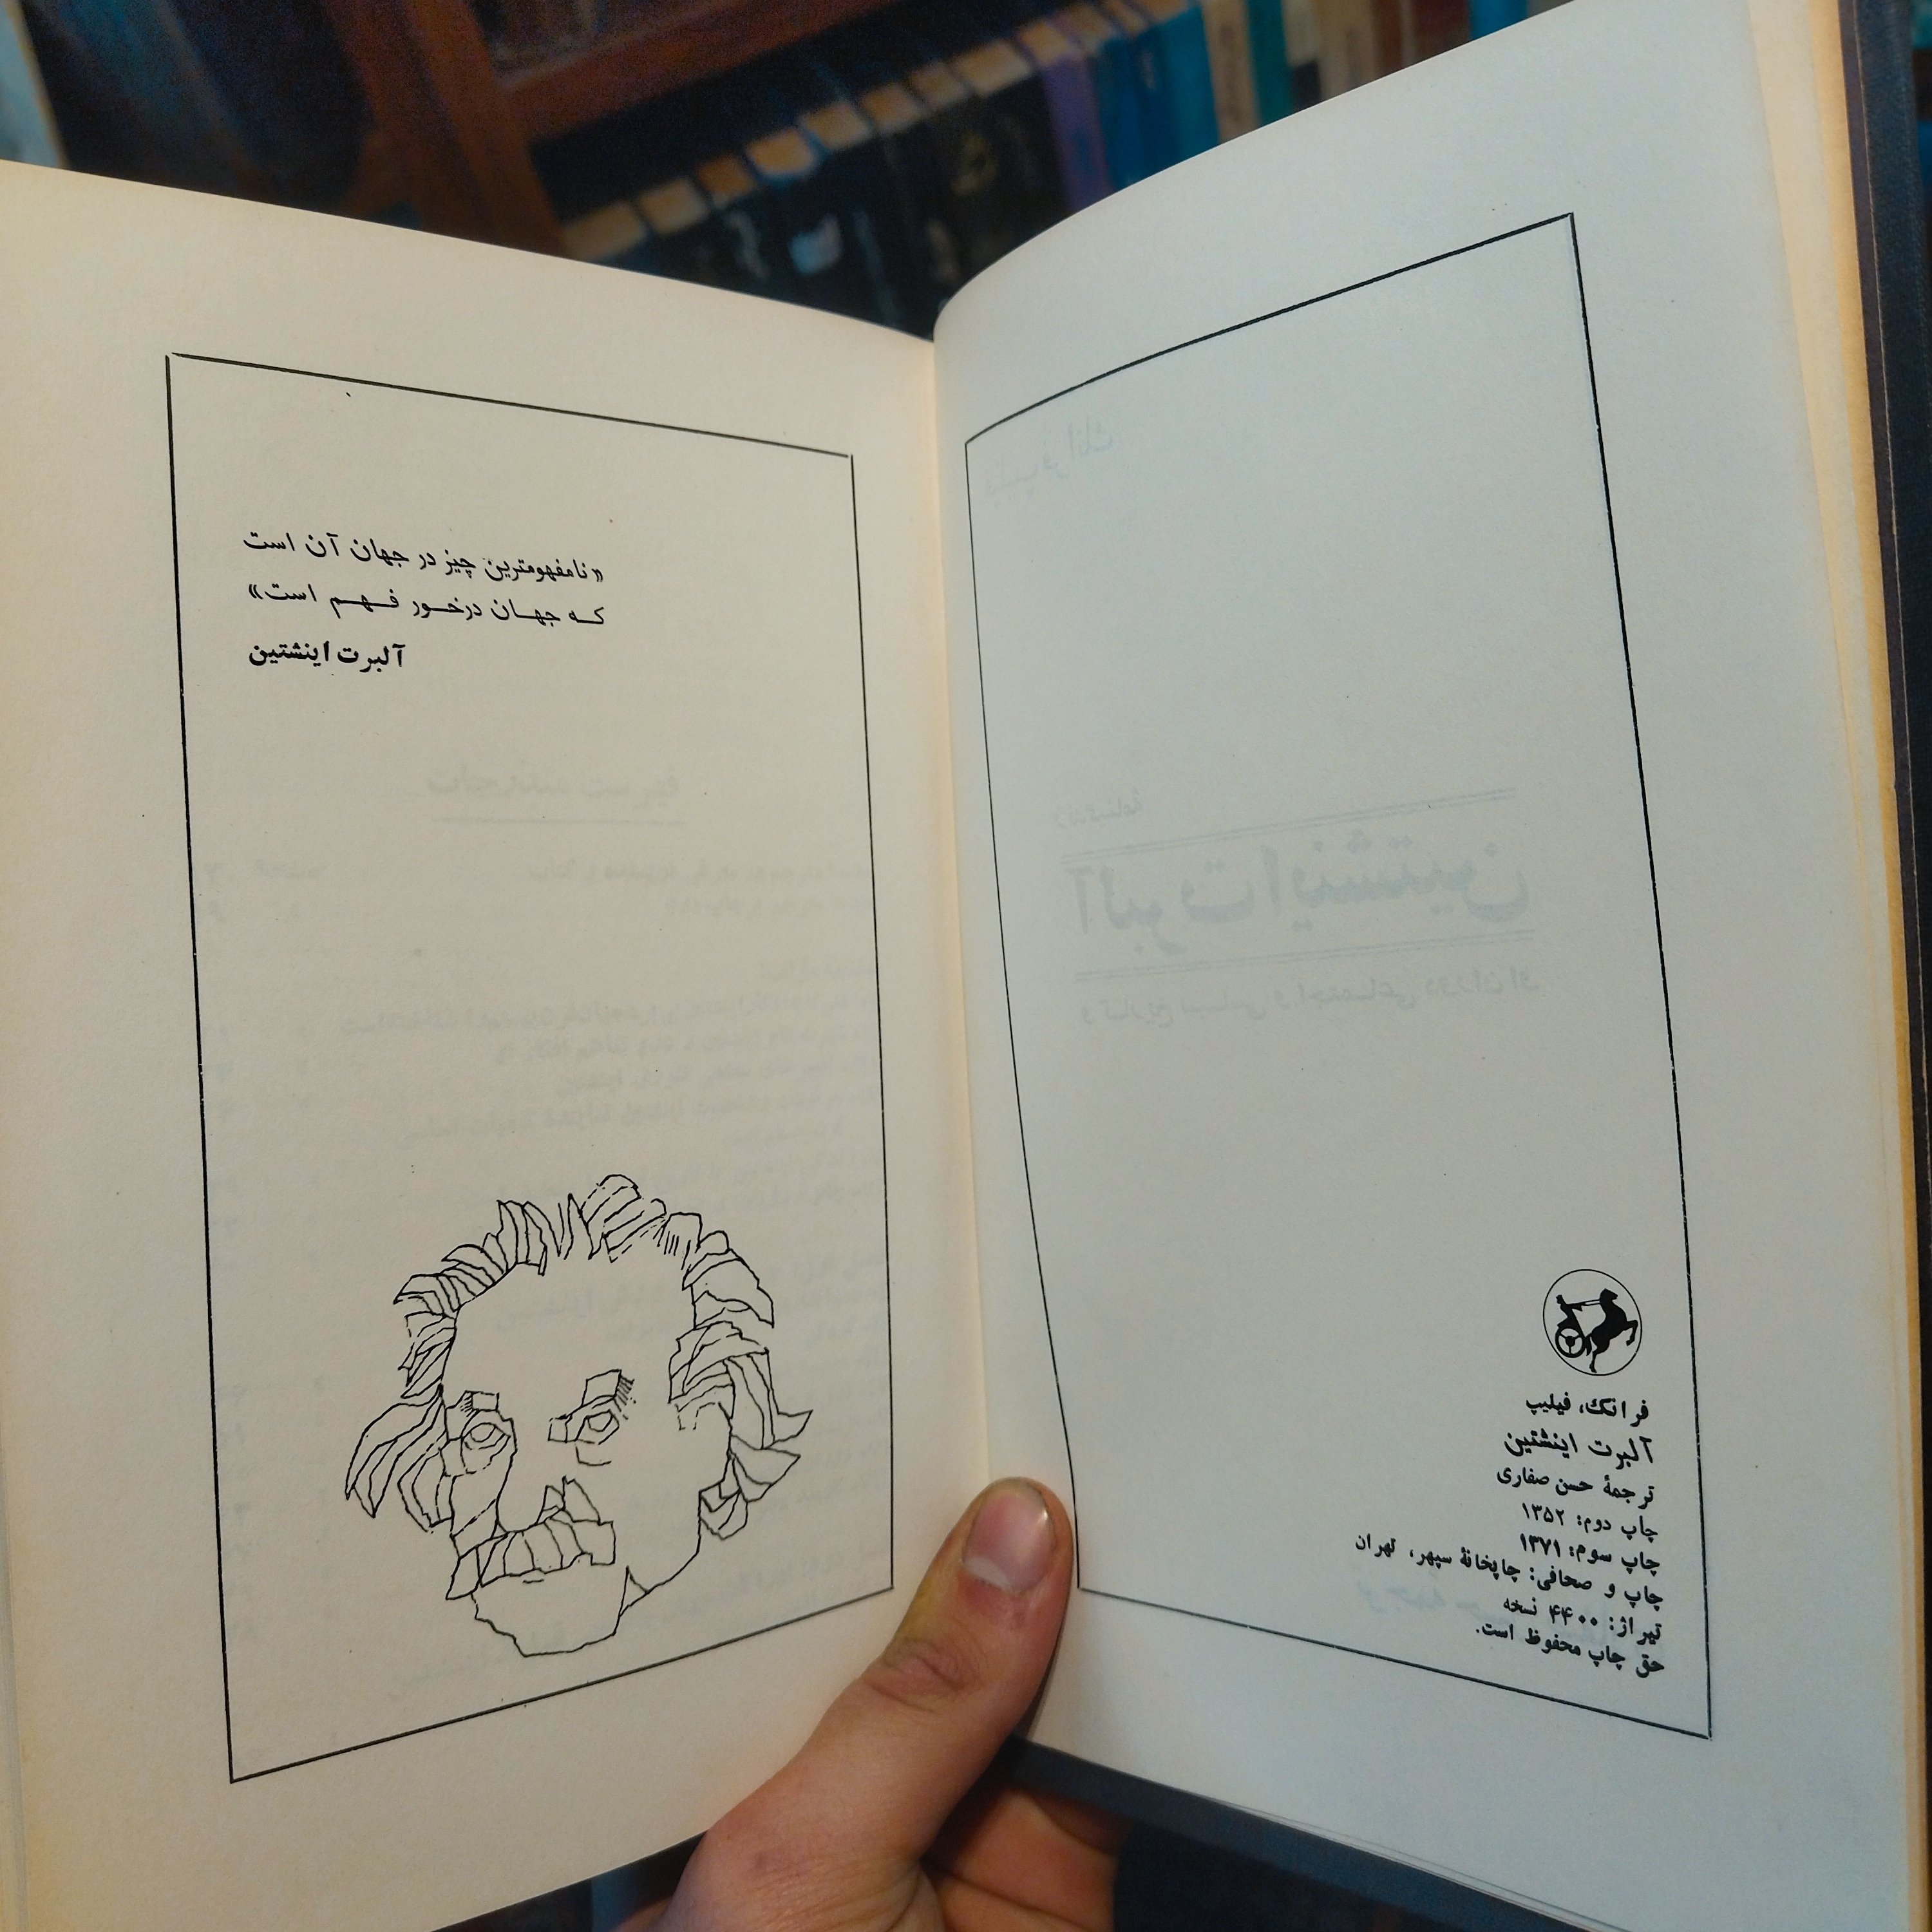 فرانک، فیلیپ
آلبرت اینشتین
ترجمهٔ حسن صفاری
چاپ دوم: ۱۳۵۲
چاپ سوم: ۱۳۷۱
چاپ و صحافی: چاپخانهٔ سپهر، تهران
تیراژ: ۴۴۰۰ نسخه
حق چاپ محفوظ است.
«نامفهومترین چیز در جهان آن است
که جهان درخور فهم است»
آلبرت اینشتین